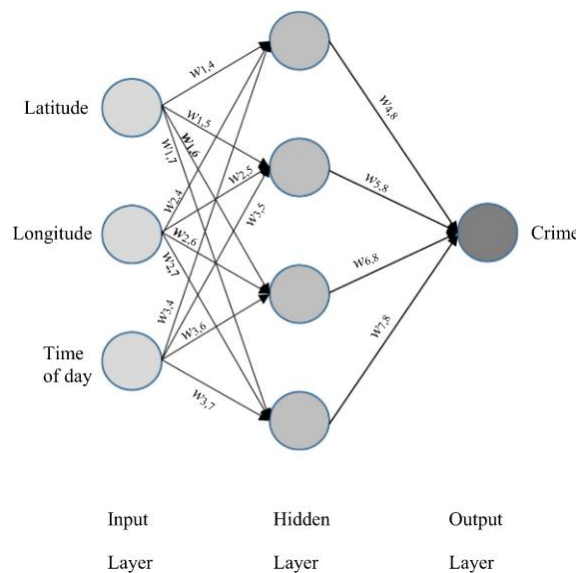 Latitude
Longitude
Time
of day
w1,4
w1,5
w1,6
w1,7
w2,4
w2,5
w2,6
w2,7
w3,4
w3,5
w3,6
w3,7
w4,8
w5,8
w6,8
w7,8
Crime
Input
Layer
Hidden
Layer
Output
Layer